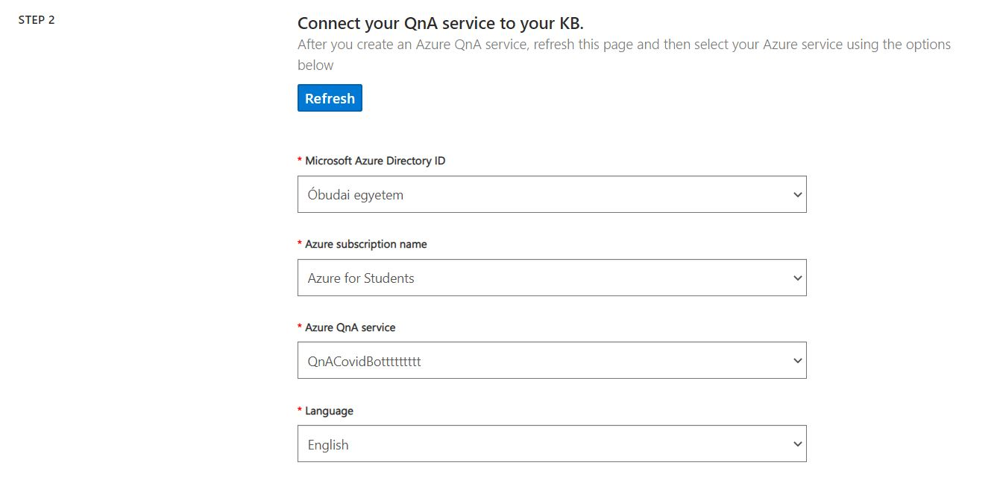 STEP 2
Connect your QnA service to your KB.
After you create an Azure QnA service, refresh this page and then select your Azure service using the options
below
Refresh
* Microsoft Azure Directory ID
Óbudai egyetem
* Azure subscription name
Azure for Students
* Azure QnA service
QnACovidBottttttttt
* Language
English